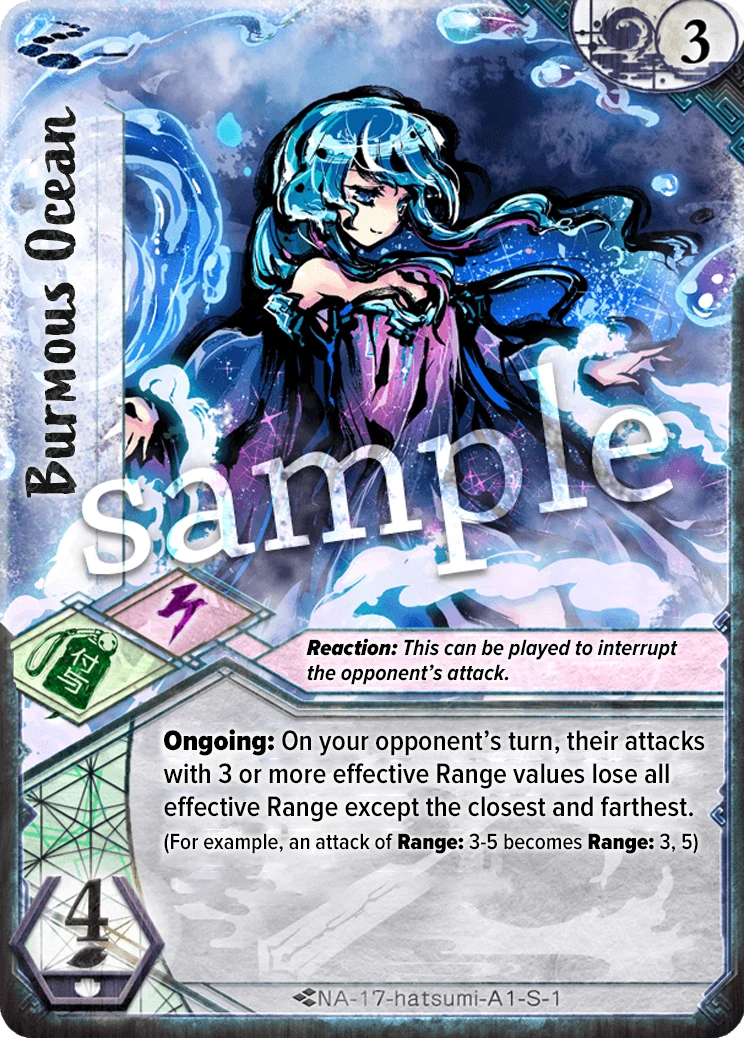 3
Burmous Ocean
sample
付与
Reaction: This can be played to interrupt
the opponent's attack.
Ongoing: On your opponent's turn, their attacks
with 3 or more effective Range values lose all
effective Range except the closest and farthest.
(For example, an attack of Range: 3-5 becomes Range: 3, 5)
4
NA-17-hatsumi-A1-S-1